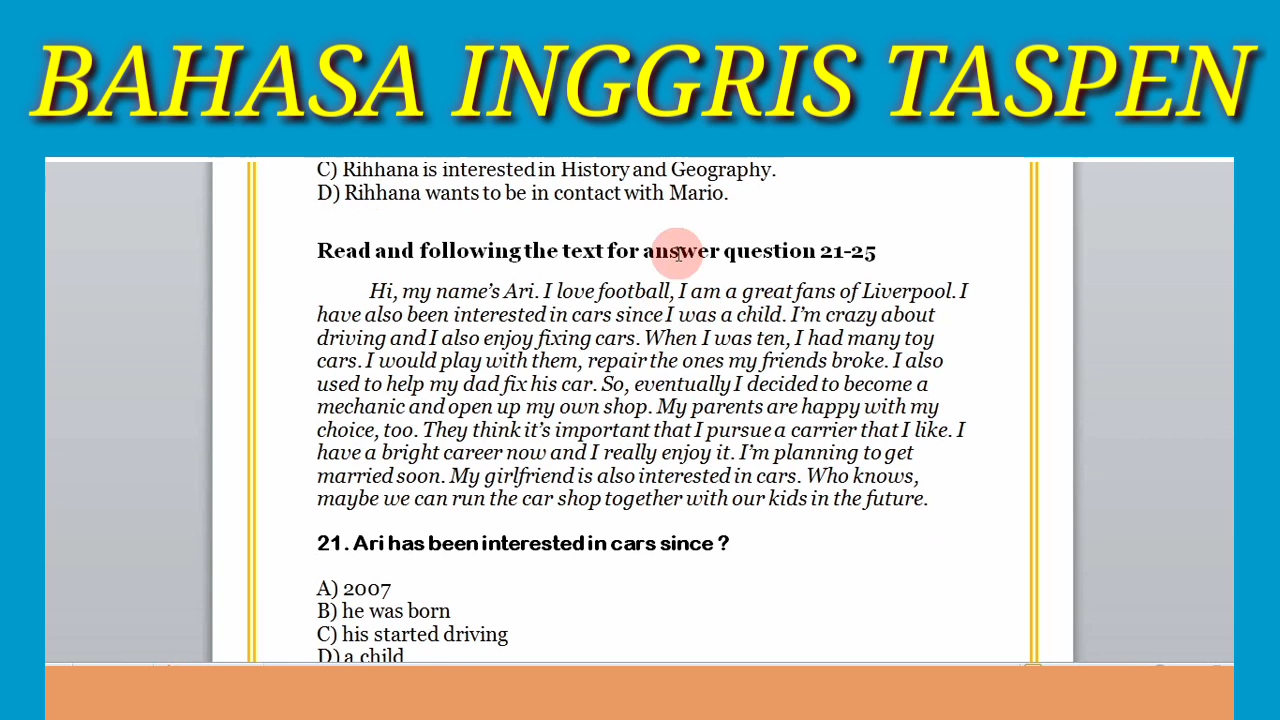 BAHASA INGGRIS TASPEN
C) Rihhana is interested in History and Geography.
D) Rihhana wants to be in contact with Mario.
Read and following the text for answer question 21-25
Hi, my name's Ari. I love football, I am a great fans of Liverpool. I
have also been interested in cars since I was a child. I'm crazy about
driving and I also enjoy fixing cars. When I was ten, I had many toy
cars. I would play with them, repair the ones my friends broke. I also
used to help my dad fix his car. So, eventually I decided to become a
mechanic and open up my own shop. My parents are happy with my
choice, too. They think it's important that I pursue a carrier that I like. I
have a bright career now and I really enjoy it. I'm planning to get
married soon. My girlfriend is also interested in cars. Who knows,
maybe we can run the car shop together with our kids in the future.
21. Ari has been interested in cars since ?
A) 2007
B) he was born
C) his started driving
D) a child